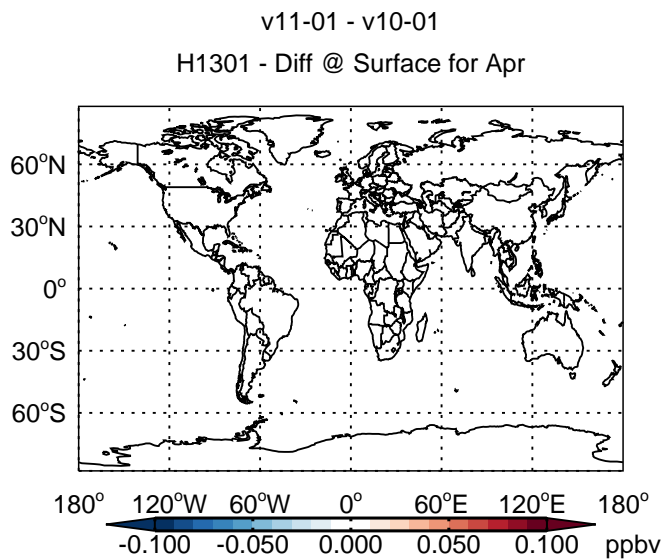 v11-01 - v10-01
H1301 - Diff @ Surface for Apr
60°N
30°N
0°
30°S
60°S
180° 120°W 60°W 0° 60°E 120°E 180°
-0.100 -0.050 0.000 0.050 0.100 ppbv